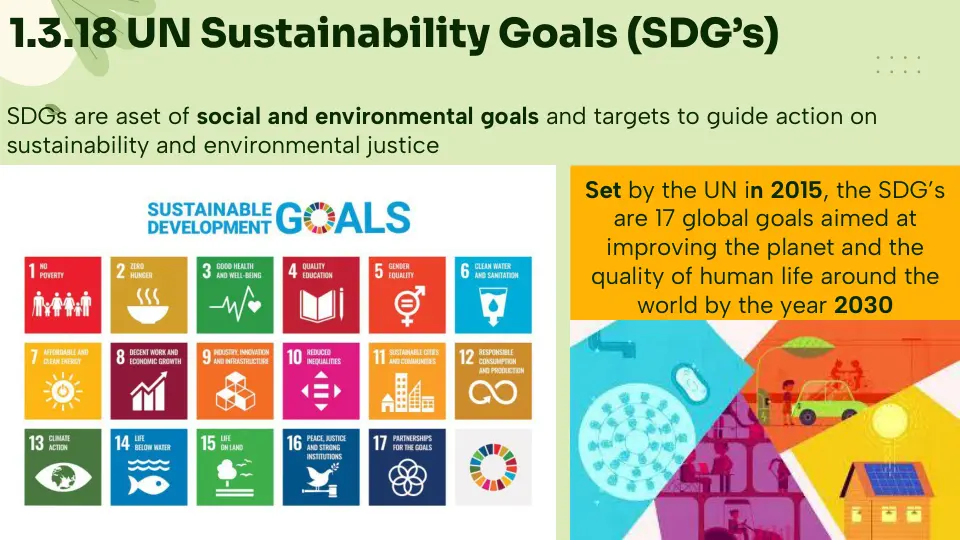 1.3.18 UN Sustainability Goals (SDG’s)
SDGs are aset of social and environmental goals and targets to guide action on
sustainability and environmental justice
SUSTAINABLE
DEVELOPMENT
GOALS
1 NO
POVERTY
2 ZERO
HUNGER
3 GOOD HEALTH
AND WELL-BEING
4 QUALITY
EDUCATION
5 GENDER
EQUALITY
6 CLEAN WATER
AND SANITATION
7 AFFORDABLE AND
CLEAN ENERGY
8 DECENT WORK AND
ECONOMIC GROWTH
9 INDUSTRY, INNOVATION
AND INFRASTRUCTURE
10 REDUCED
INEQUALITIES
11 SUSTAINABLE CITIES
AND COMMUNITIES
12 RESPONSIBLE
CONSUMPTION
AND PRODUCTION
13 CLIMATE
ACTION
14 LIFE
BELOW WATER
15 LIFE
ON LAND
16 PEACE, JUSTICE
AND STRONG
INSTITUTIONS
17 PARTNERSHIPS
FOR THE GOALS
Set by the UN in 2015, the SDG’s
are 17 global goals aimed at
improving the planet and the
quality of human life around the
world by the year 2030